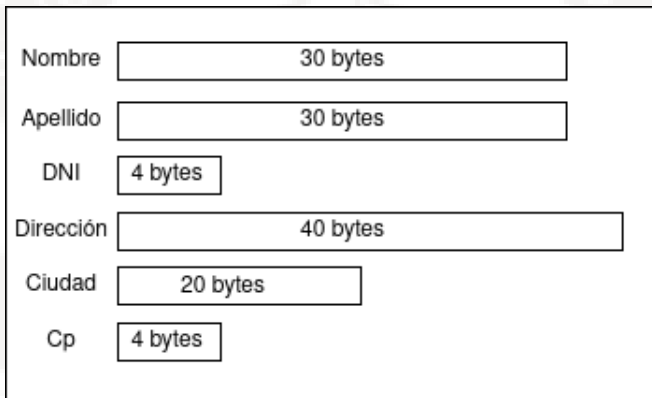 Nombre 30 bytes
Apellido 30 bytes
DNI 4 bytes
Dirección 40 bytes
Ciudad 20 bytes
Cp 4 bytes